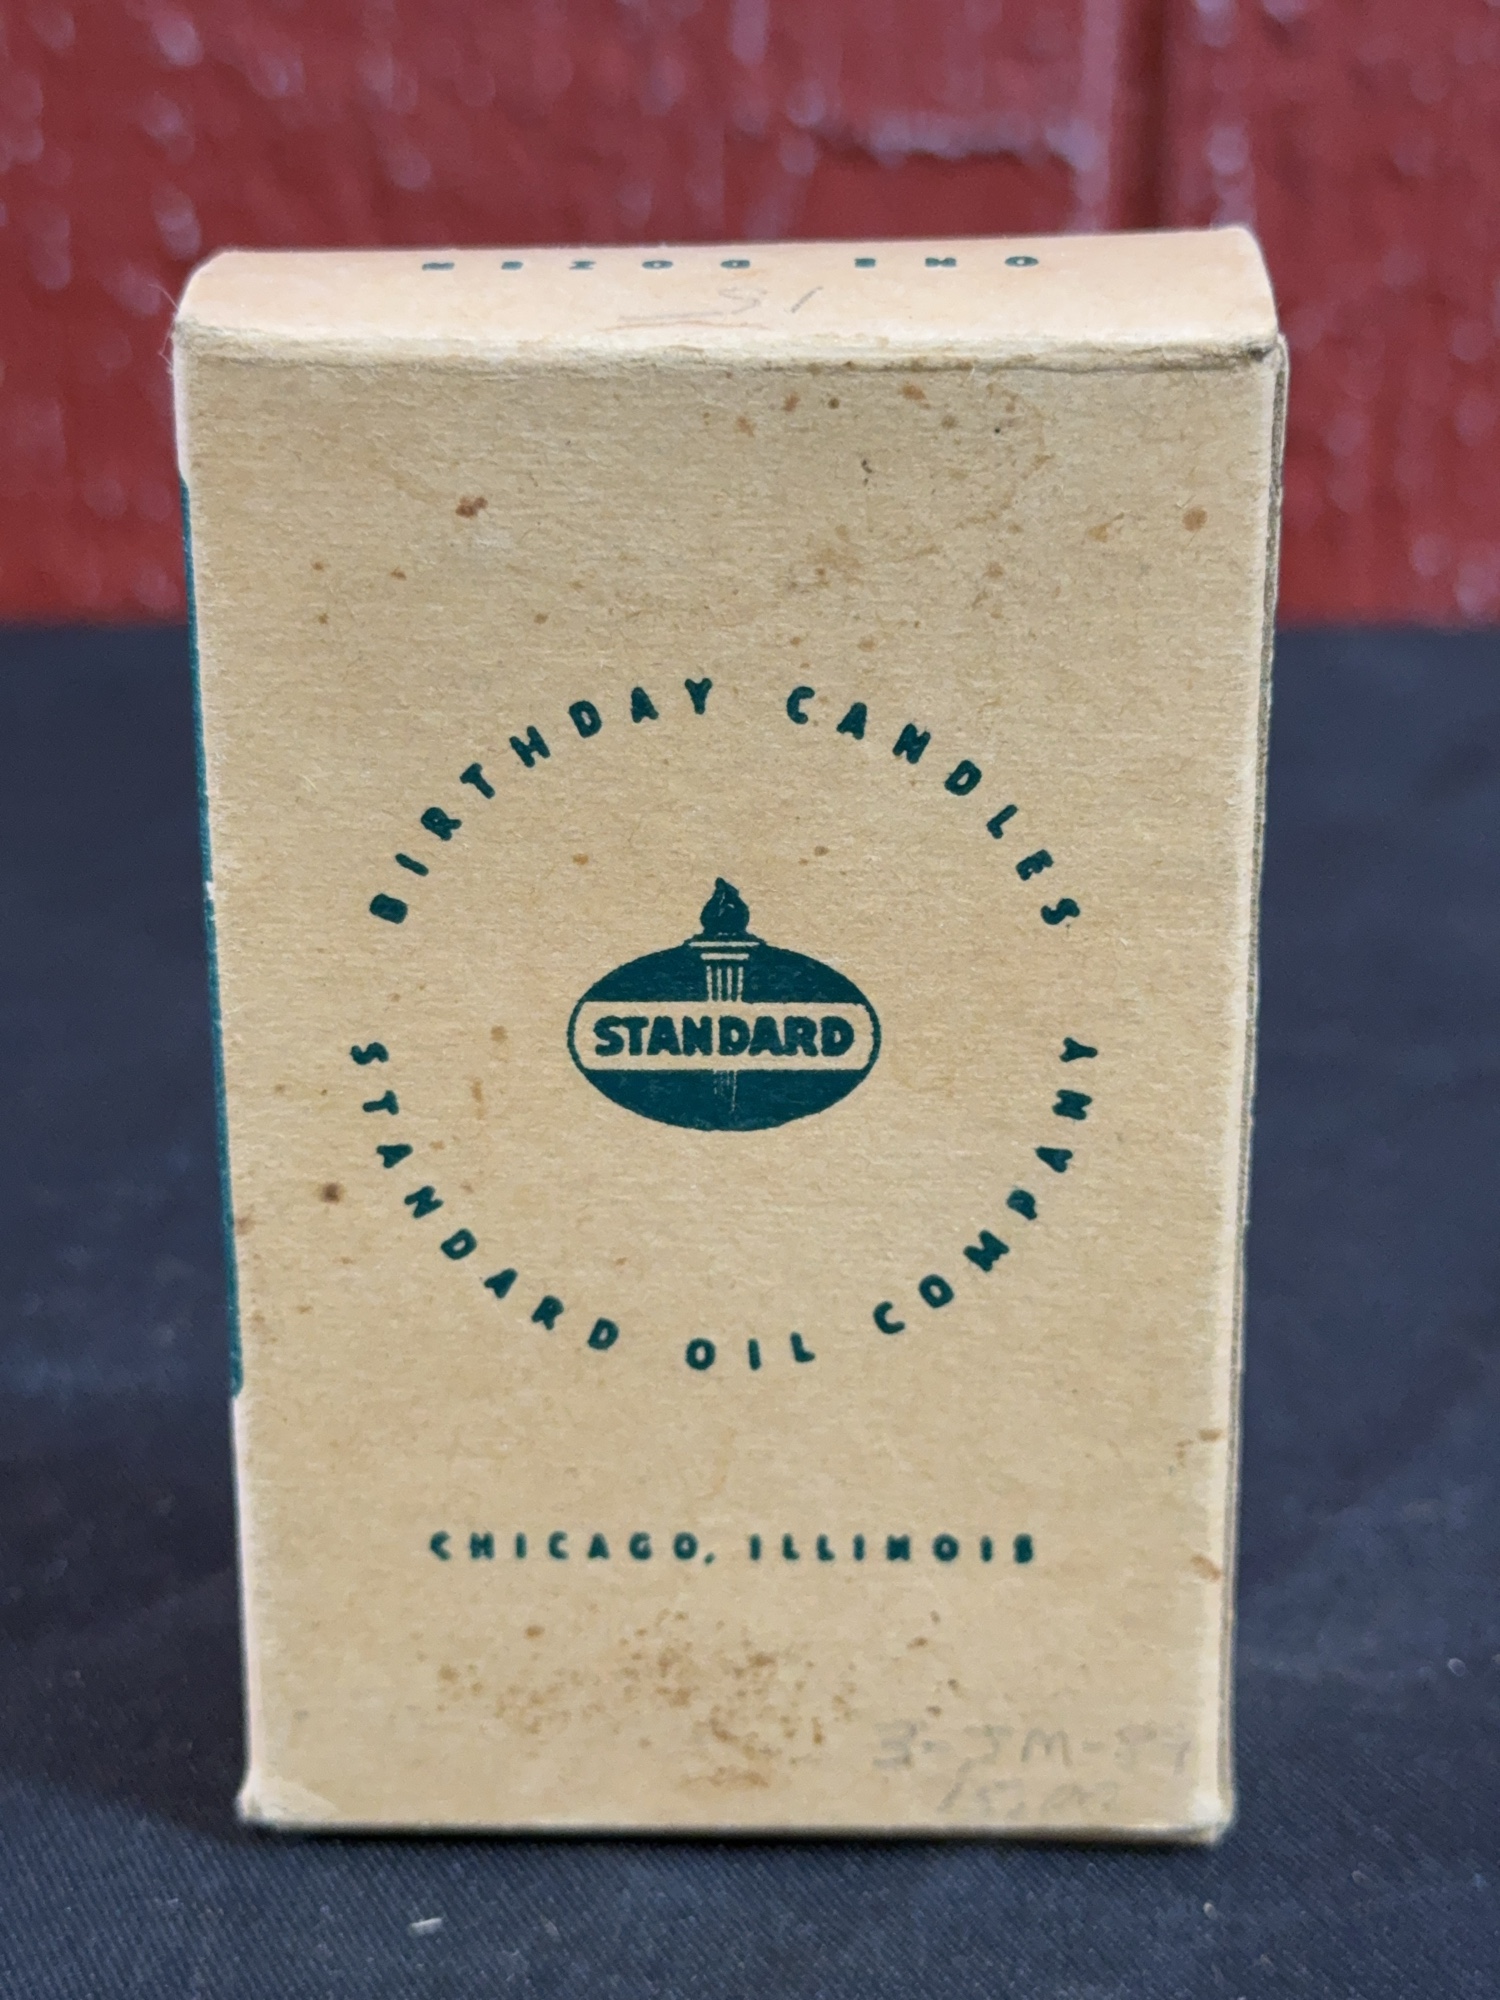 ONE DOZEN
BIRTHDAY CANDLES
STANDARD
STANDARD OIL COMPANY
CHICAGO, ILLINOIS